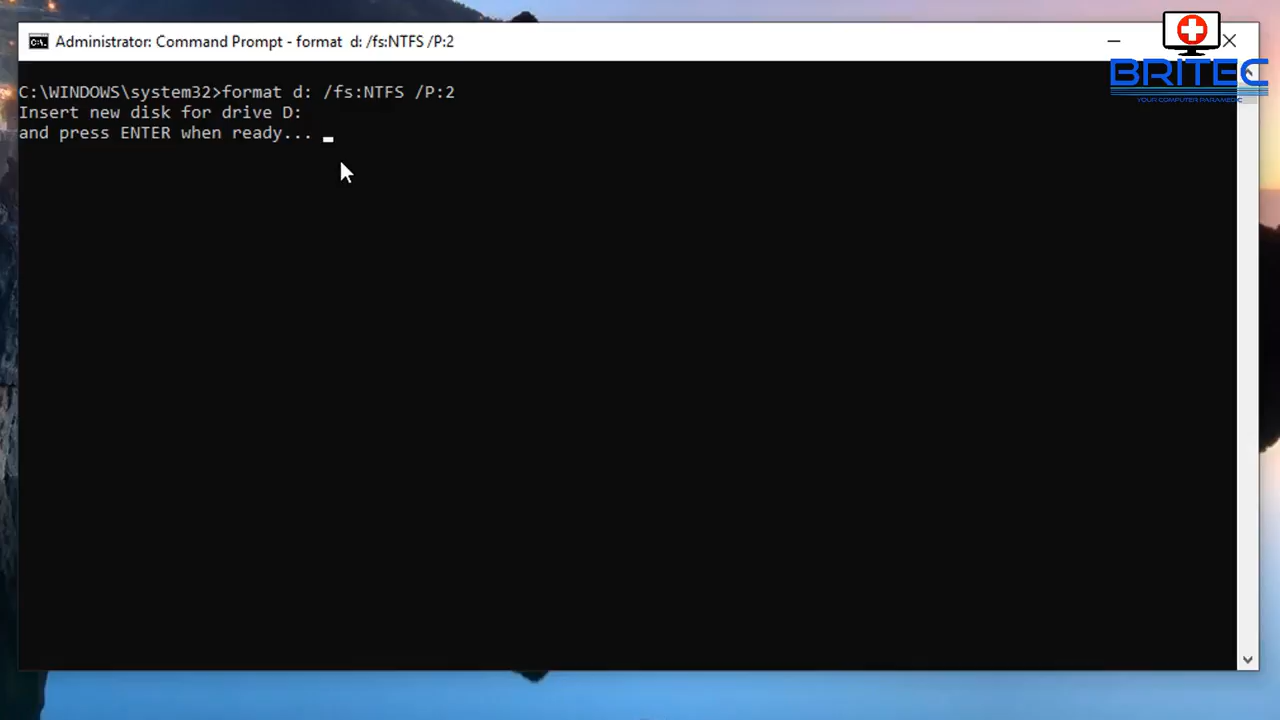 Administrator: Command Prompt - format  d: /fs:NTFS /P:2
BRITEC
YOUR COMPUTER PARAMEDIC
C:\WINDOWS\system32>format d: /fs:NTFS /P:2
Insert new disk for drive D:
and press ENTER when ready...